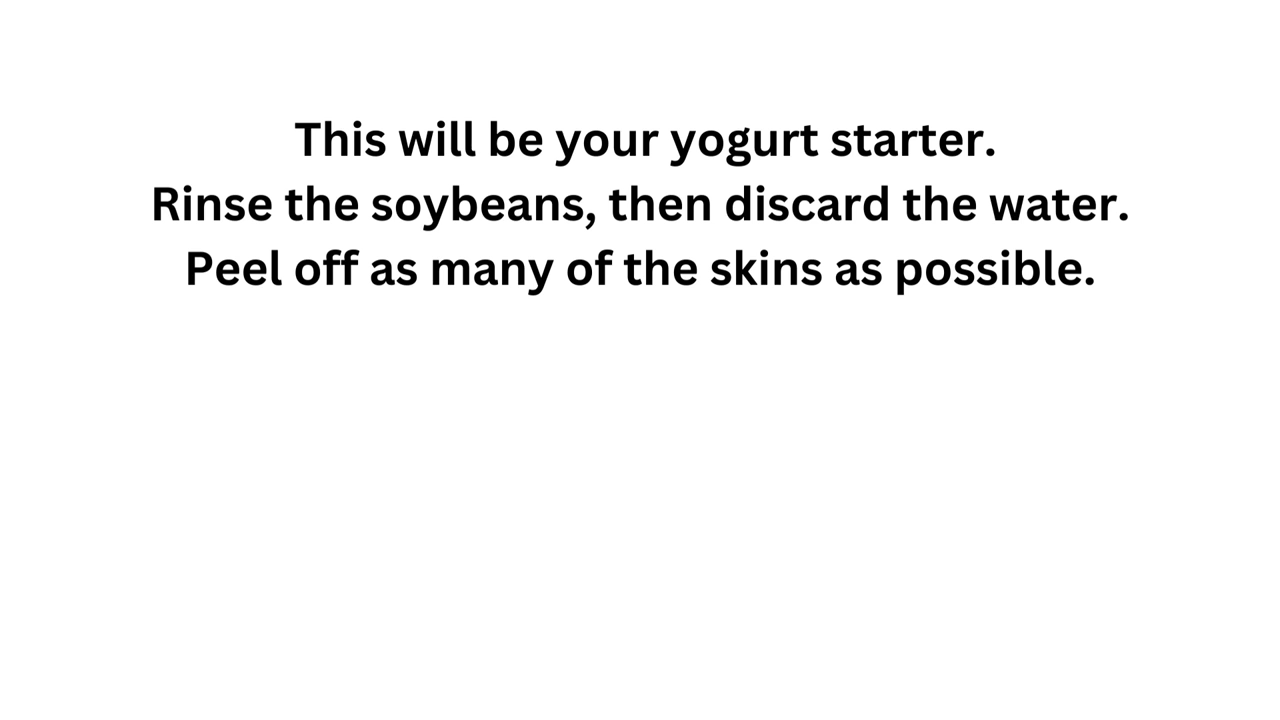 This will be your yogurt starter.
Rinse the soybeans, then discard the water.
Peel off as many of the skins as possible.